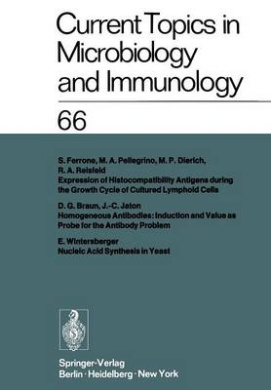 Current Topics in
Microbiology
and Immunology
66
S. Ferrone, M. A. Pellegrino, M. P. Dierich,
R. A. Reisfeld
Expression of Histocompatibility Antigens during
the Growth Cycle of Cultured Lymphoid Cells
D. G. Braun, J.-C. Jaton
Homogeneous Antibodies: Induction and Value as
Probe for the Antibody Problem
E. Wintersberger
Nucleic Acid Synthesis in Yeast
Springer-Verlag
Berlin · Heidelberg · New York